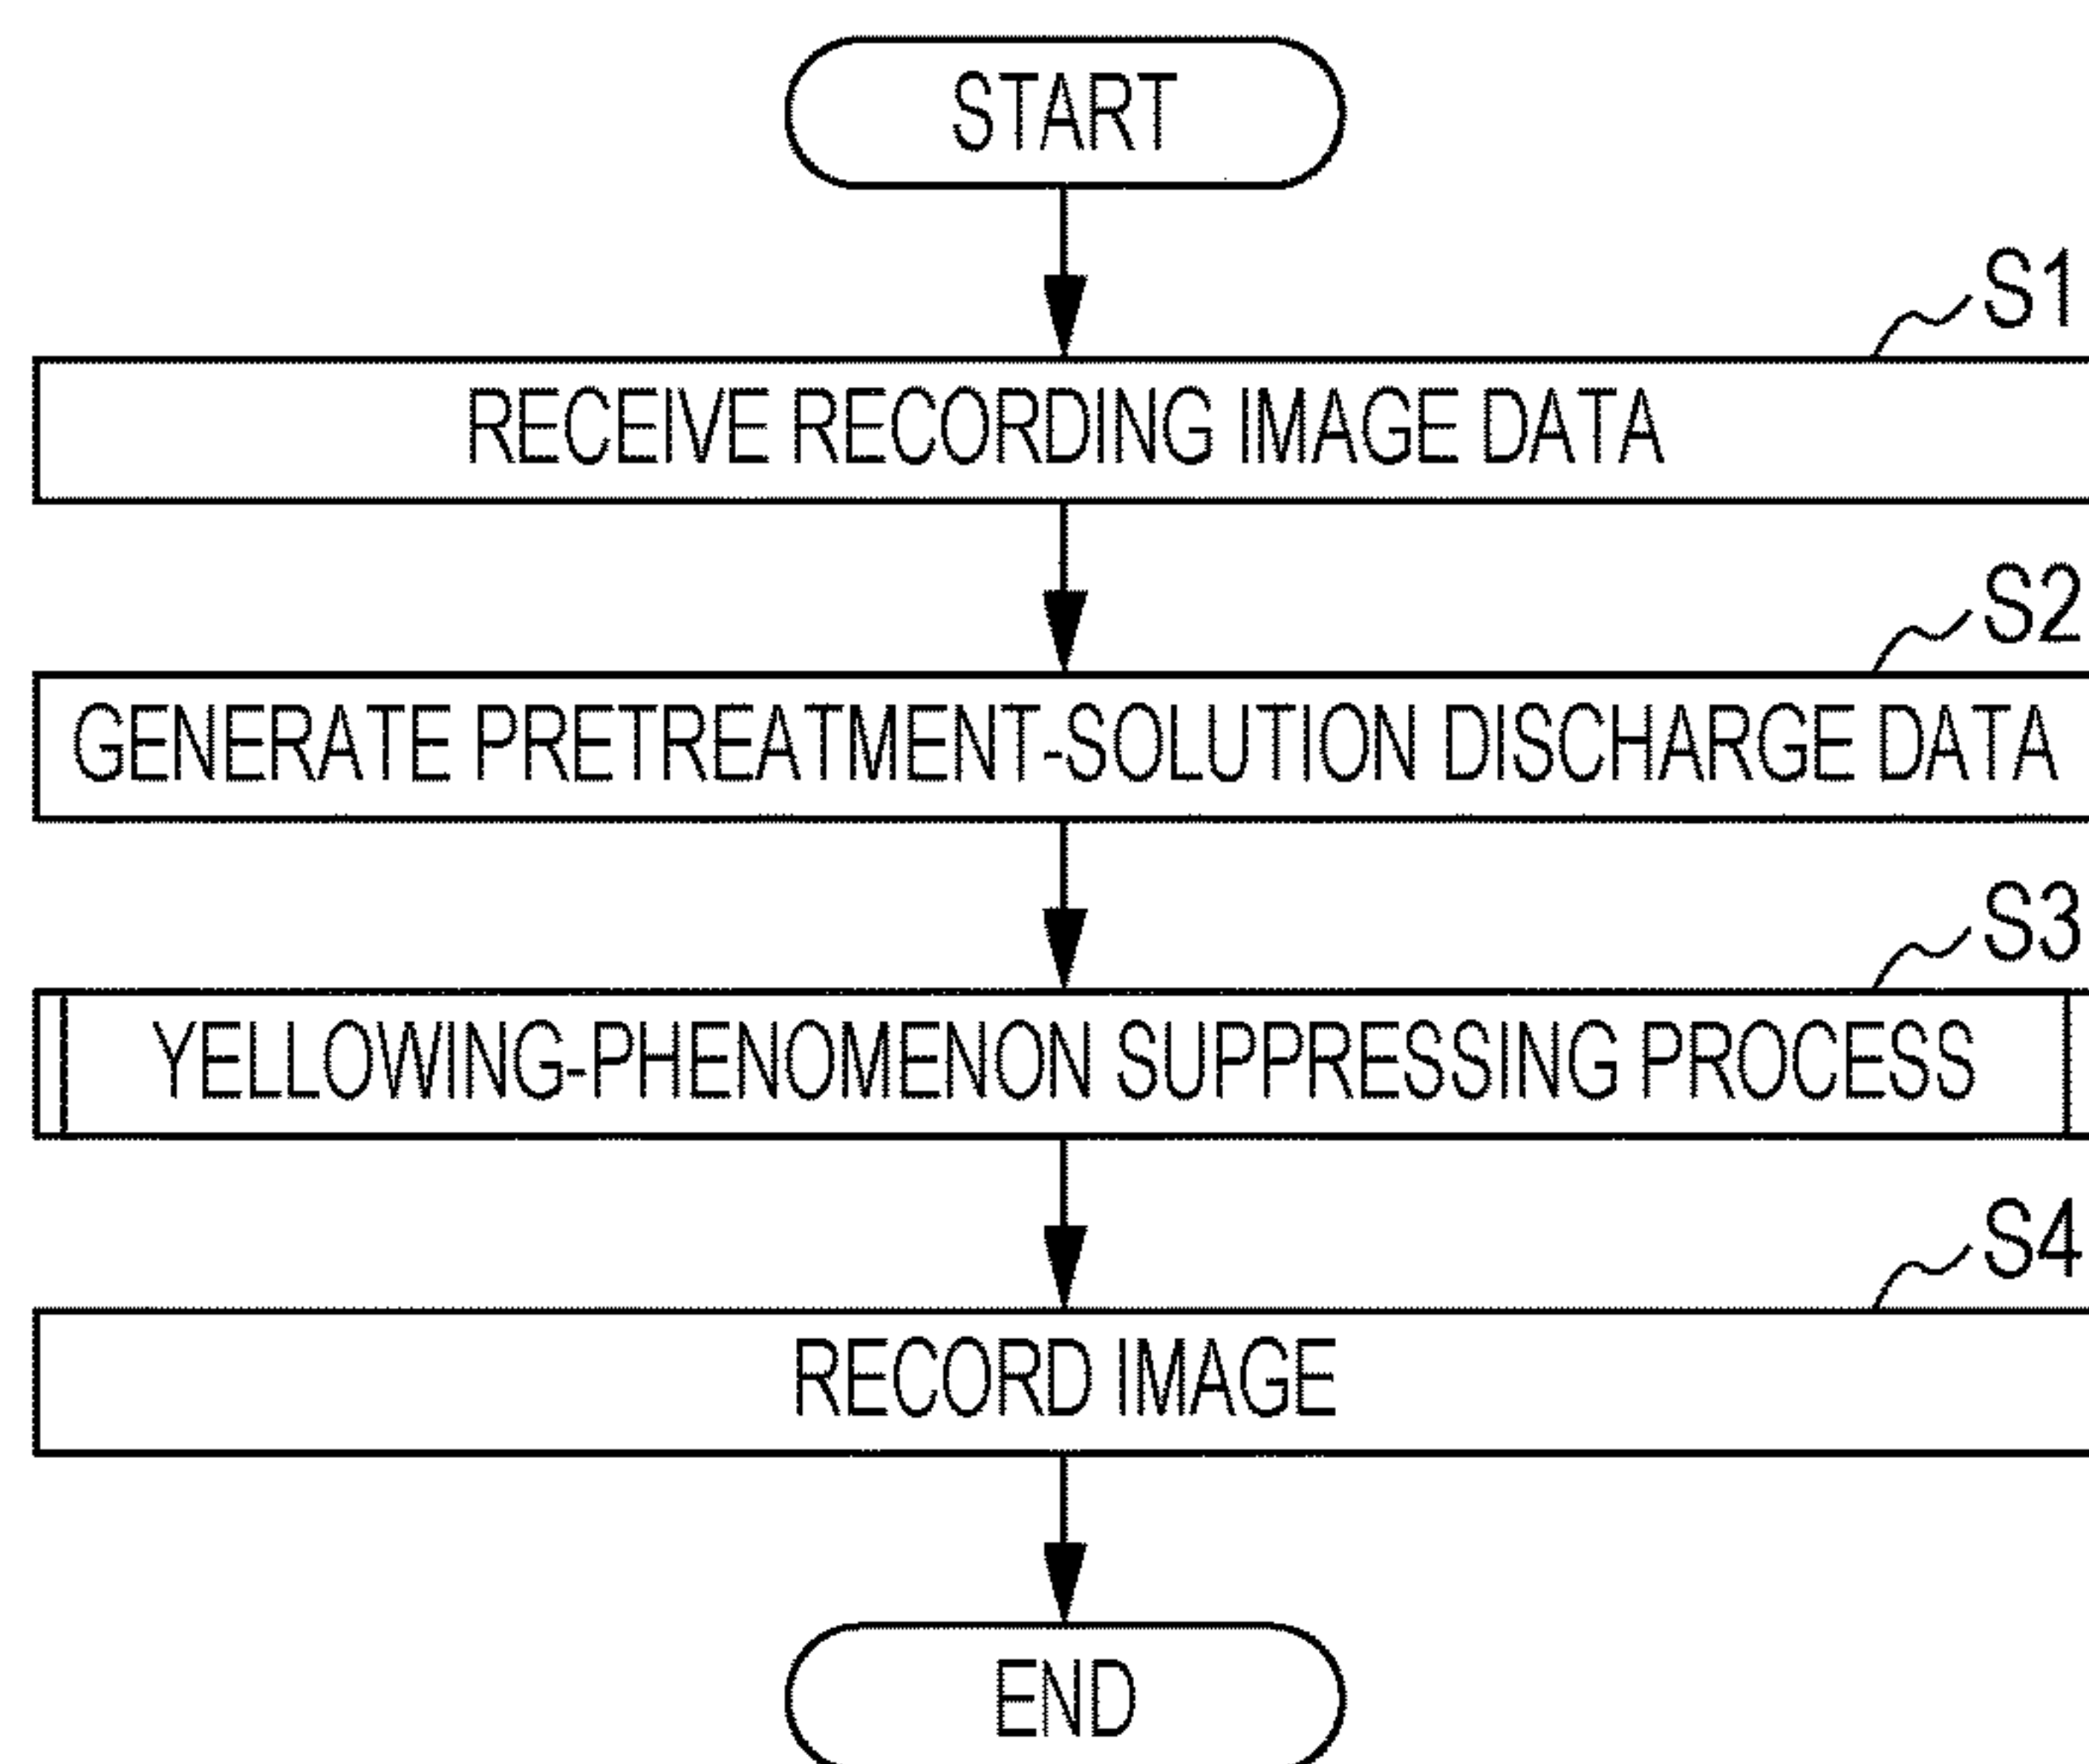 START
S1
RECEIVE RECORDING IMAGE DATA
S2
GENERATE PRETREATMENT-SOLUTION DISCHARGE DATA
S3
YELLOWING-PHENOMENON SUPPRESSING PROCESS
S4
RECORD IMAGE
END